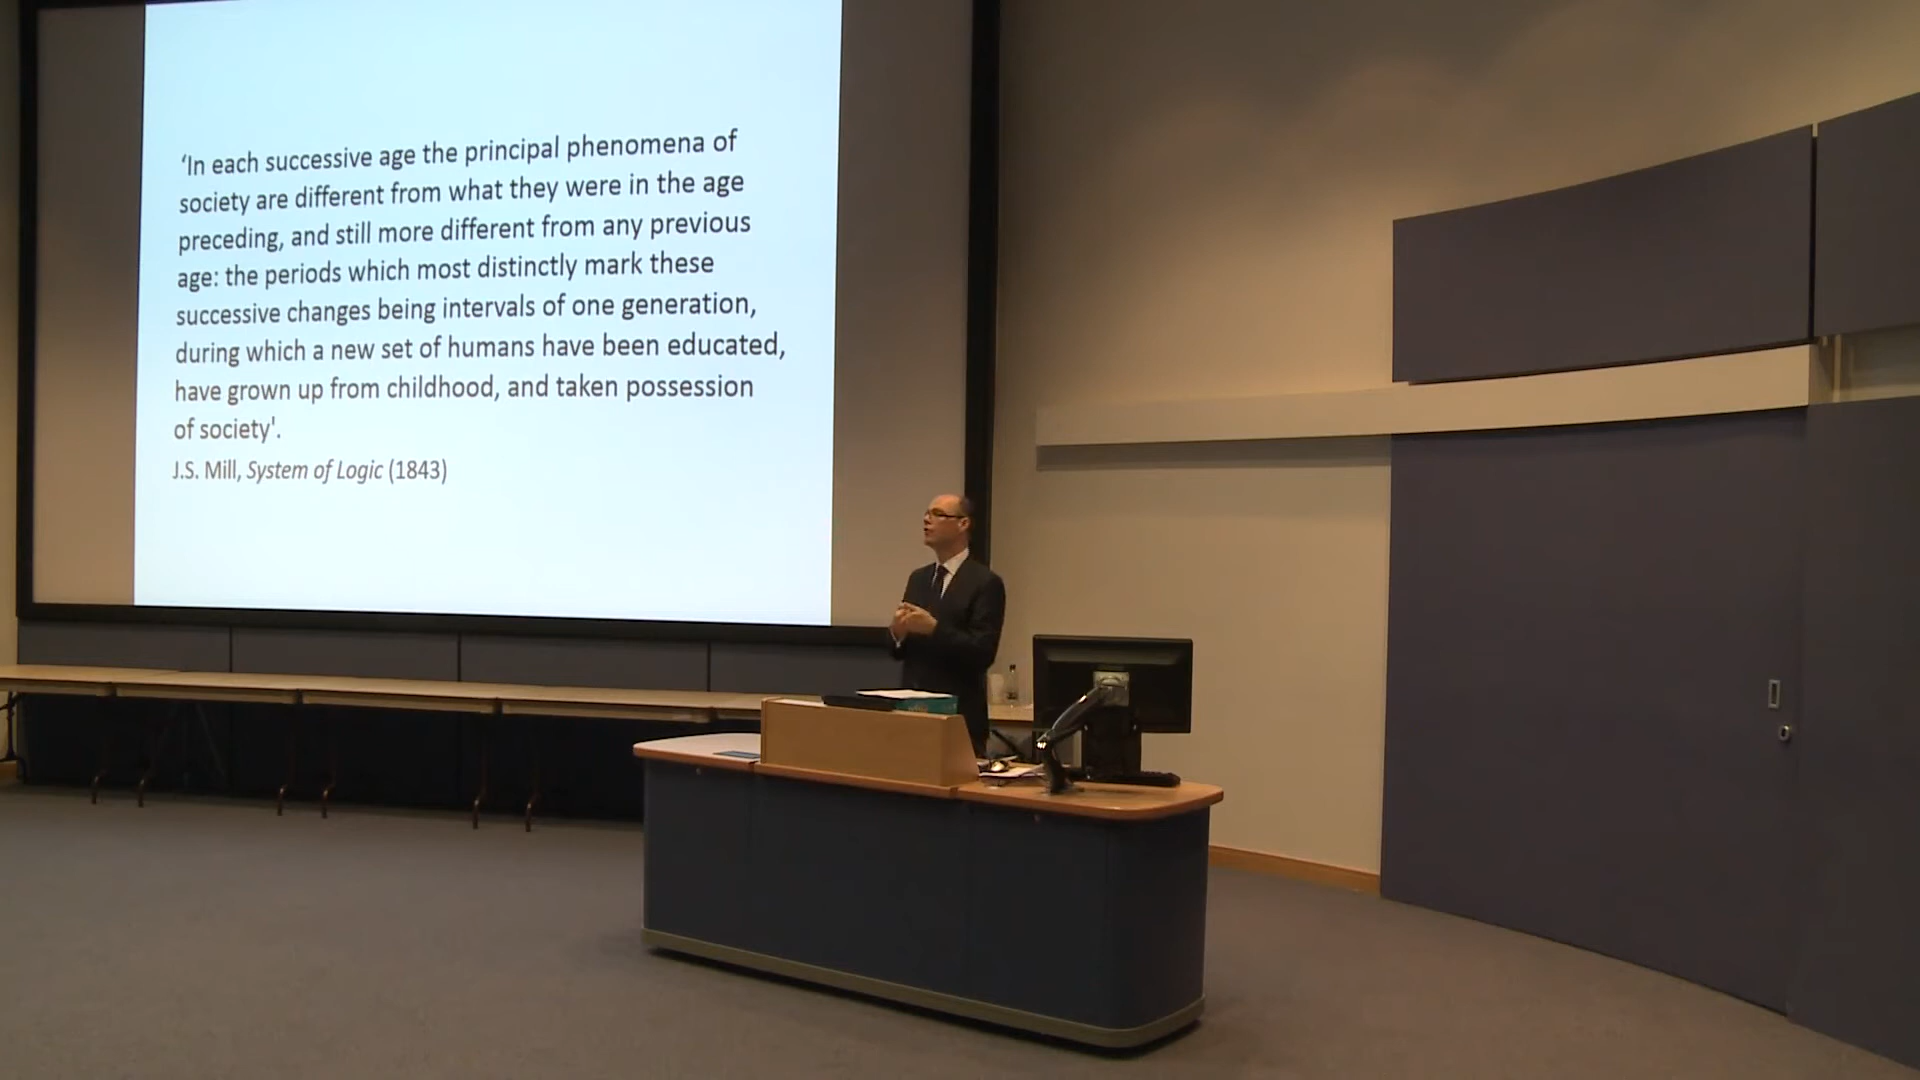 ‘In each successive age the principal phenomena of
society are different from what they were in the age
preceding, and still more different from any previous
age: the periods which most distinctly mark these
successive changes being intervals of one generation,
during which a new set of humans have been educated,
have grown up from childhood, and taken possession
of society'.
J.S. Mill, System of Logic (1843)